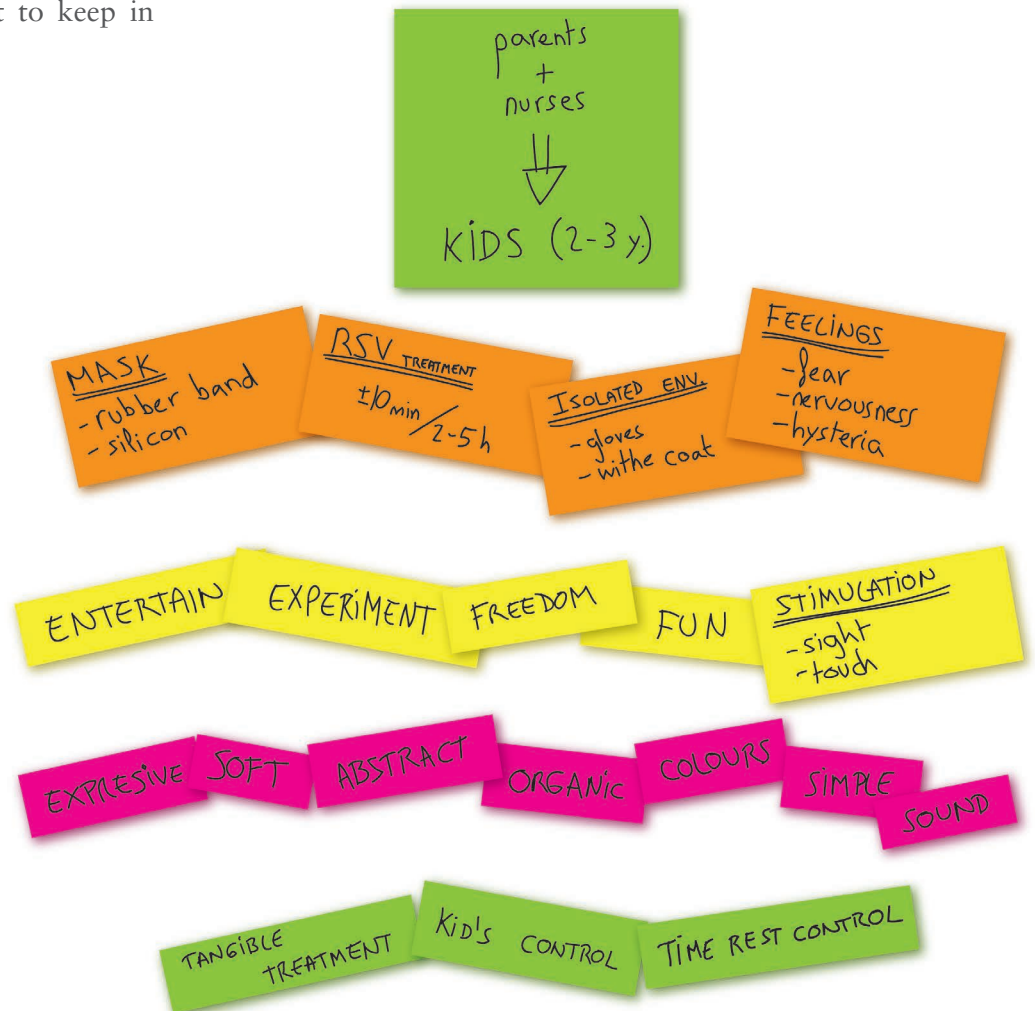 t to keep in
parents
+
nurses
KiDS (2-3 y.)
MASK
- rubber band
- silicon
RSV TREATMENT
±10 min/2-5 h
ISOLATED ENV.
- gloves
- withe coat
FEELiNGS
- fear
- nervousness
- hysteria
ENTERTAIN
EXPERiMENT
FREEDOM
FUN
STiMULATION
- sight
- touch
EXPRESiVE
SOFT
ABSTRACT
ORGANiC
COLOURS
SiMPLE
SOUND
TANGiBLE
TREATMENT
KiD'S CONTROL
TiME REST CONTROL